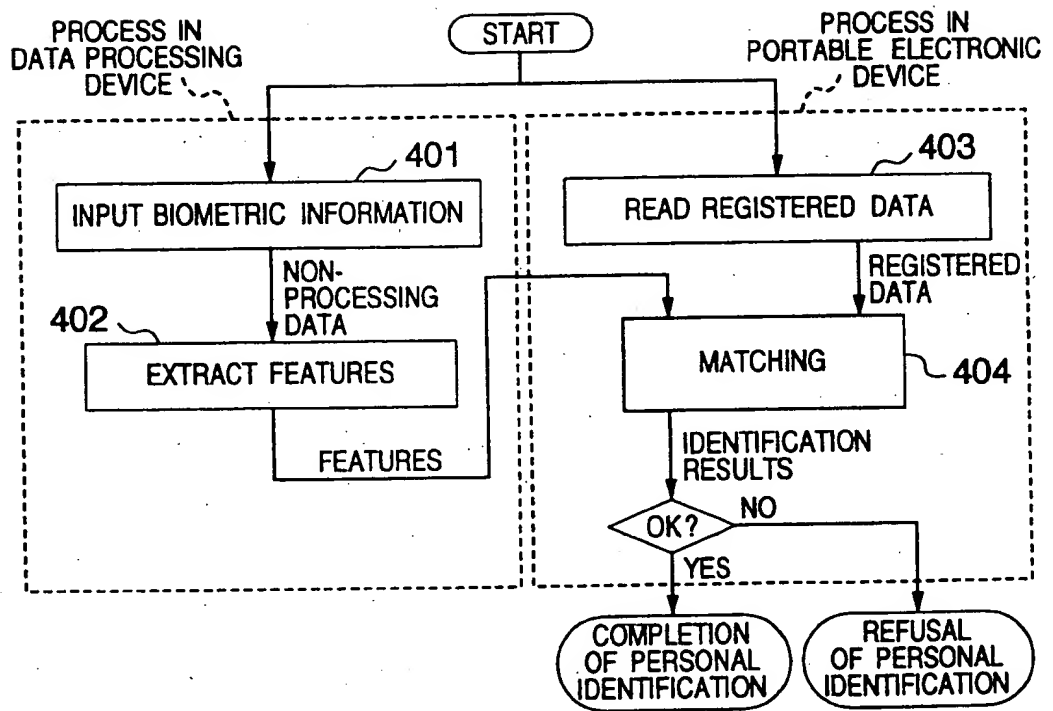 PROCESS IN
DATA PROCESSING
DEVICE
START
PROCESS IN
PORTABLE ELECTRONIC
DEVICE
401
INPUT BIOMETRIC INFORMATION
403
READ REGISTERED DATA
NON-
PROCESSING
DATA
REGISTERED
DATA
402
EXTRACT FEATURES
MATCHING
404
FEATURES
IDENTIFICATION
RESULTS
OK?
NO
YES
COMPLETION
OF PERSONAL
IDENTIFICATION
REFUSAL
OF PERSONAL
IDENTIFICATION